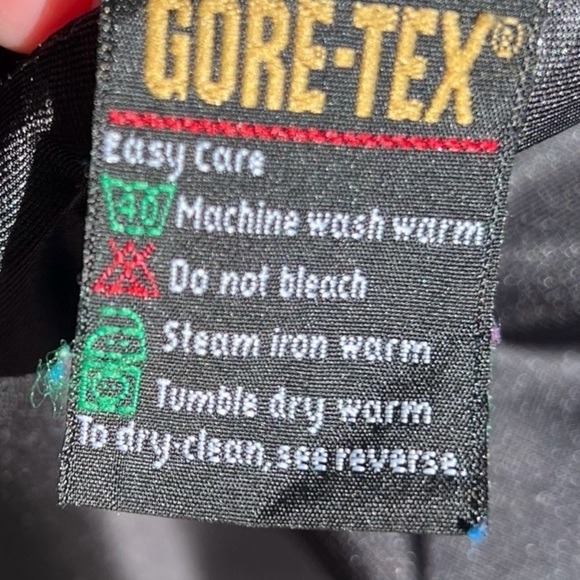 GORE-TEX®
Easy Care
40 Machine wash warm
Do not bleach
Steam iron warm
Tumble dry warm
To dry-clean, see reverse.